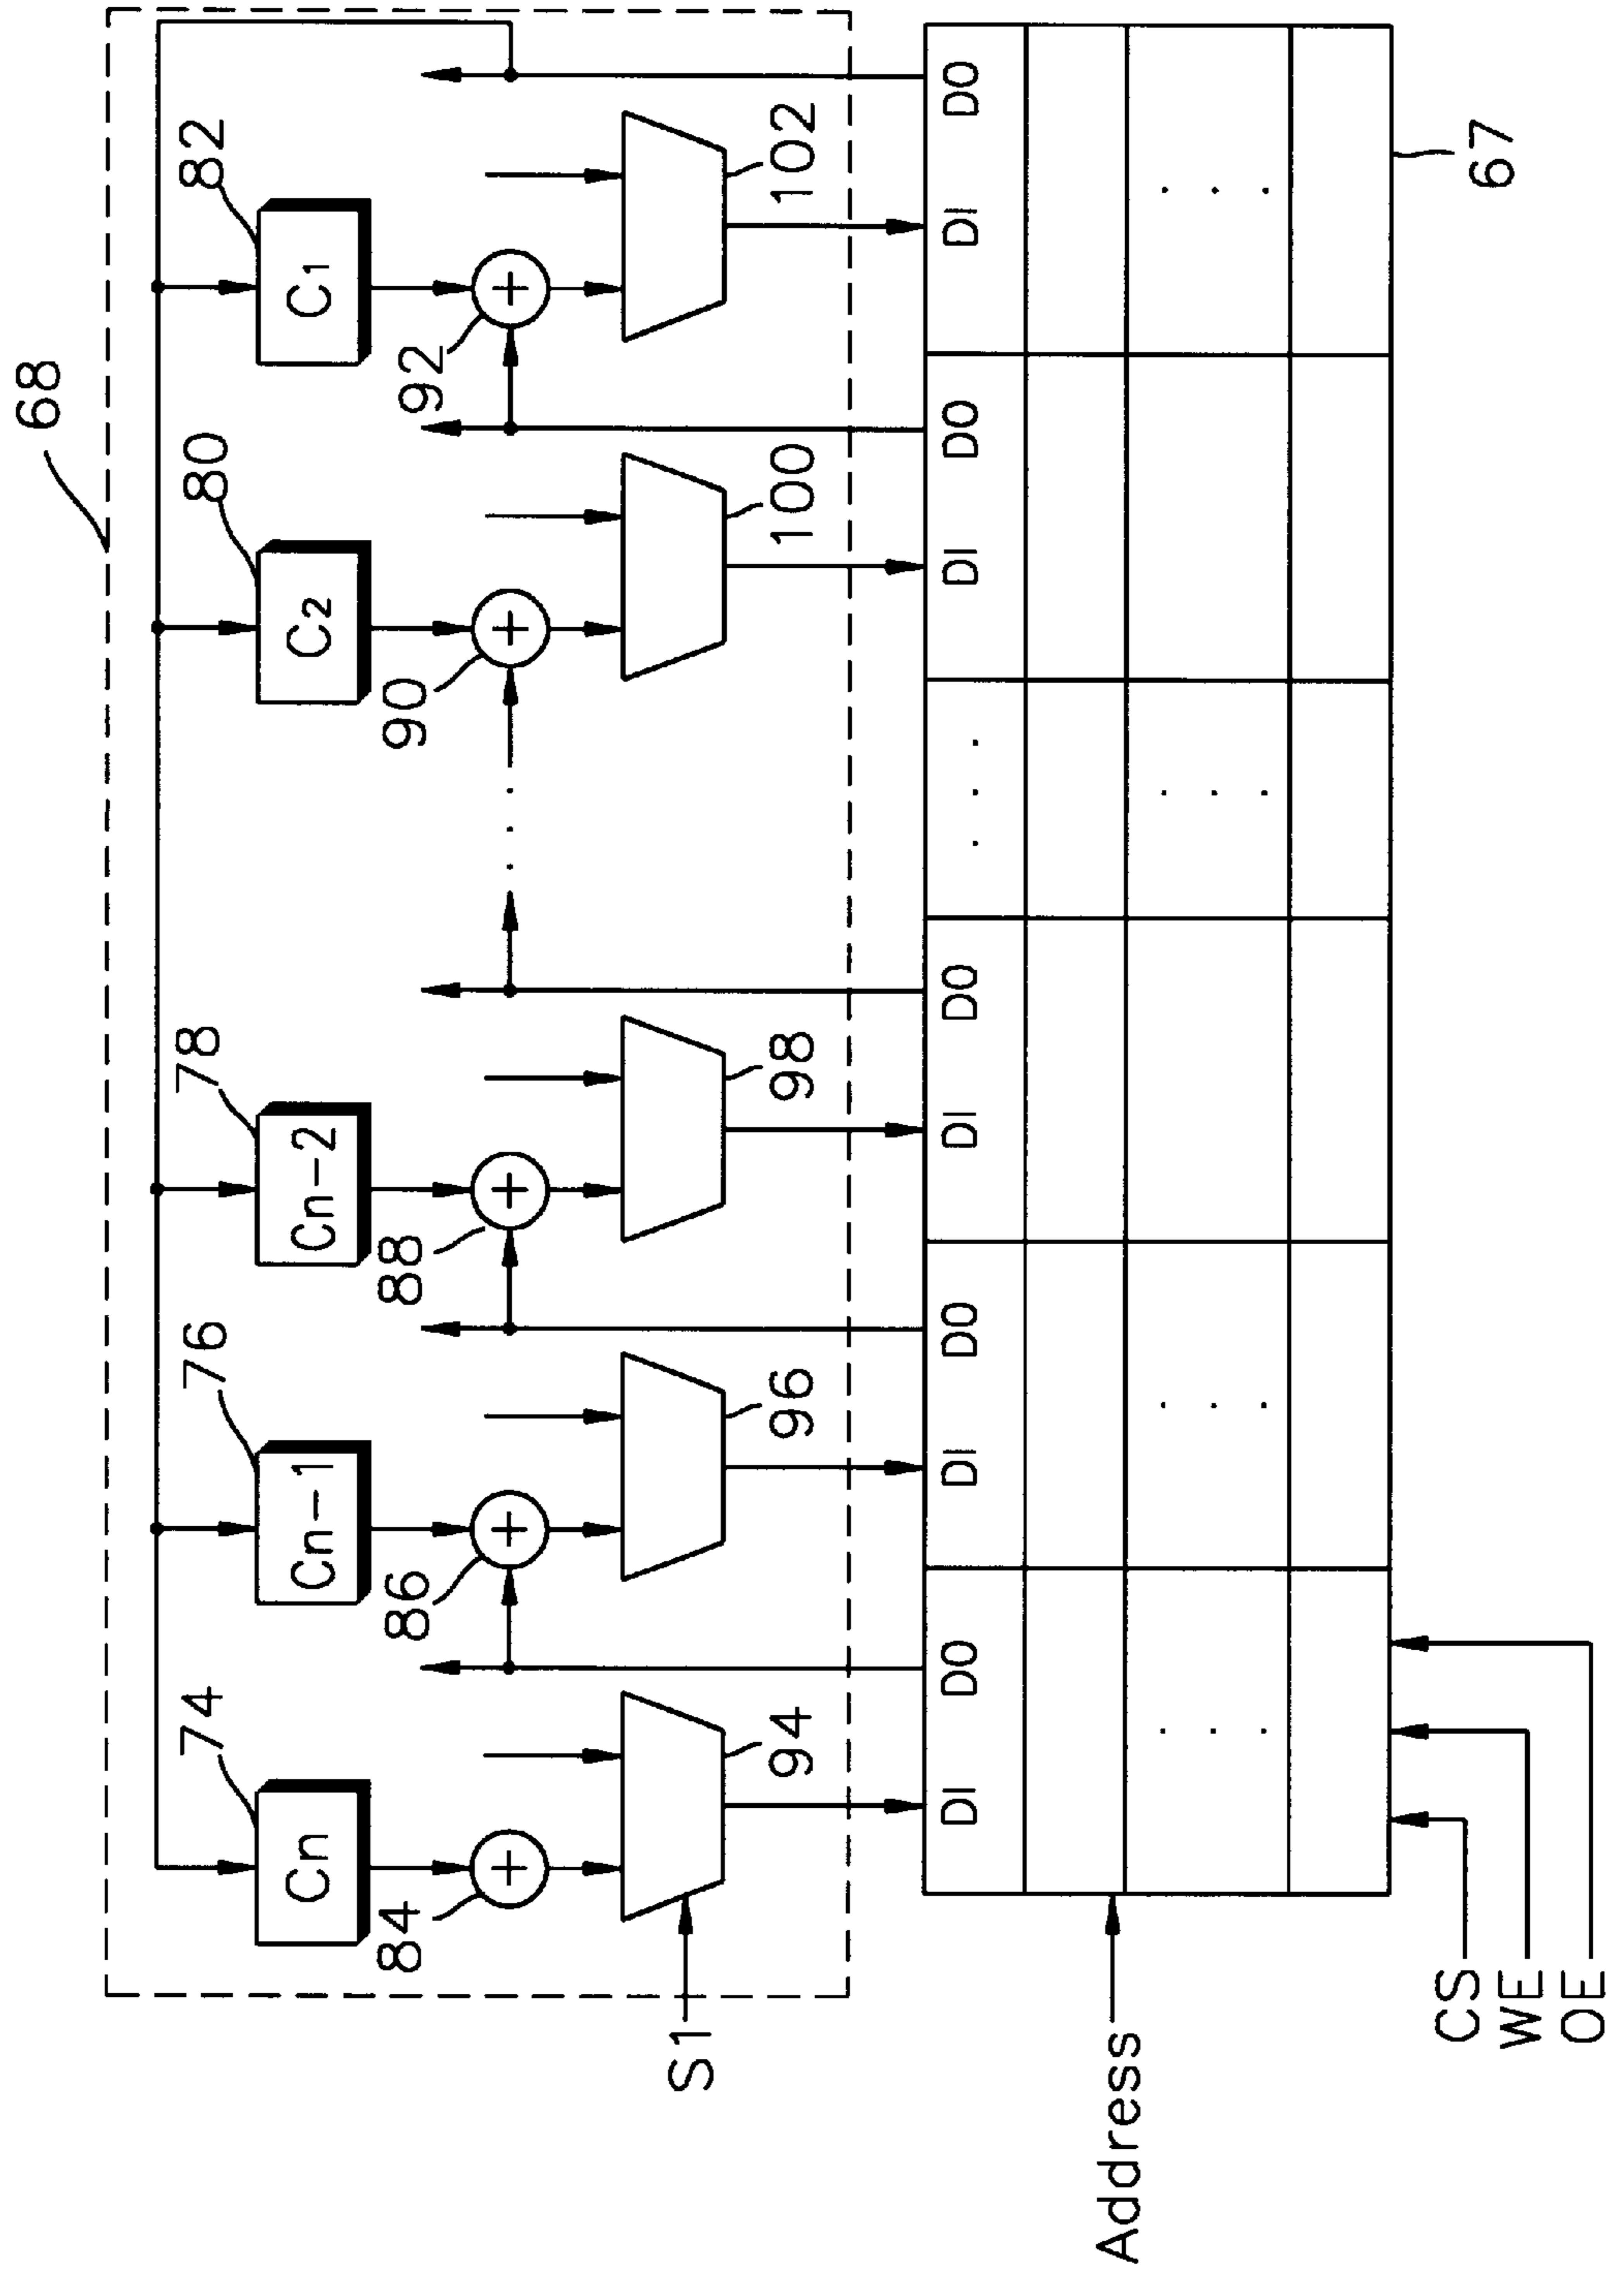 68
74
76
78
80
82
Cn
Cn-1
Cn-2
C2
C1
84
86
88
90
92
+
+
+
+
+
S1
94
96
98
100
102
DI DO DI DO DI DO . . . DI DO DI DO
Address
. . .
. . .
. . .
. . .
67
CS
WE
OE